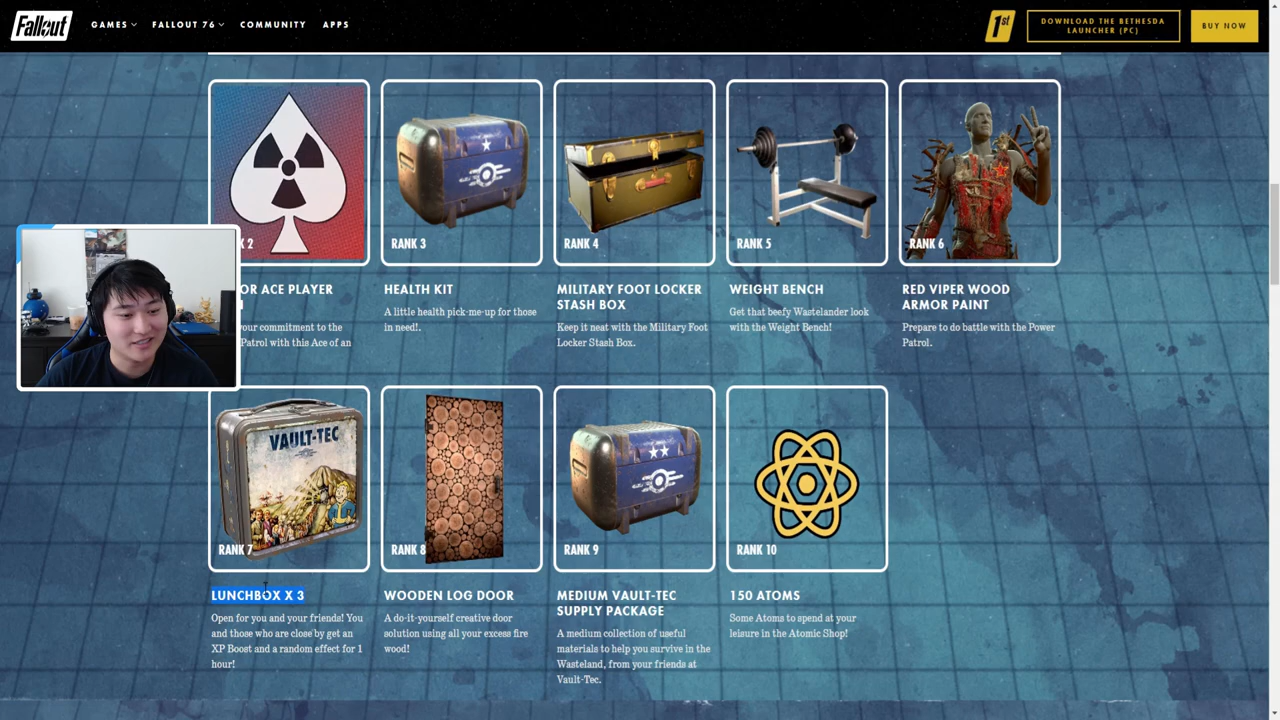 Fallout
GAMES
FALLOUT 76
COMMUNITY
APPS
1st
DOWNLOAD THE BETHESDA
LAUNCHER (PC)
BUY NOW
2
RANK 3
RANK 4
RANK 5
RANK 6
OR ACE PLAYER
your commitment to the
Patrol with this Ace of an
HEALTH KIT
A little health pick-me-up for those
in need!.
MILITARY FOOT LOCKER
STASH BOX
Keep it neat with the Military Foot
Locker Stash Box.
WEIGHT BENCH
Get that beefy Wastelander look
with the Weight Bench!
RED VIPER WOOD
ARMOR PAINT
Prepare to do battle with the Power
Patrol.
VAULT-TEC
RANK 7
RANK 8
RANK 9
RANK 10
LUNCHBOX X 3
Open for you and your friends! You
and those who are close by get an
XP Boost and a random effect for 1
hour!
WOODEN LOG DOOR
A do-it-yourself creative door
solution using all your excess fire
wood!
MEDIUM VAULT-TEC
SUPPLY PACKAGE
A medium collection of useful
materials to help you survive in the
Wasteland, from your friends at
Vault-Tec.
150 ATOMS
Some Atoms to spend at your
leisure in the Atomic Shop!